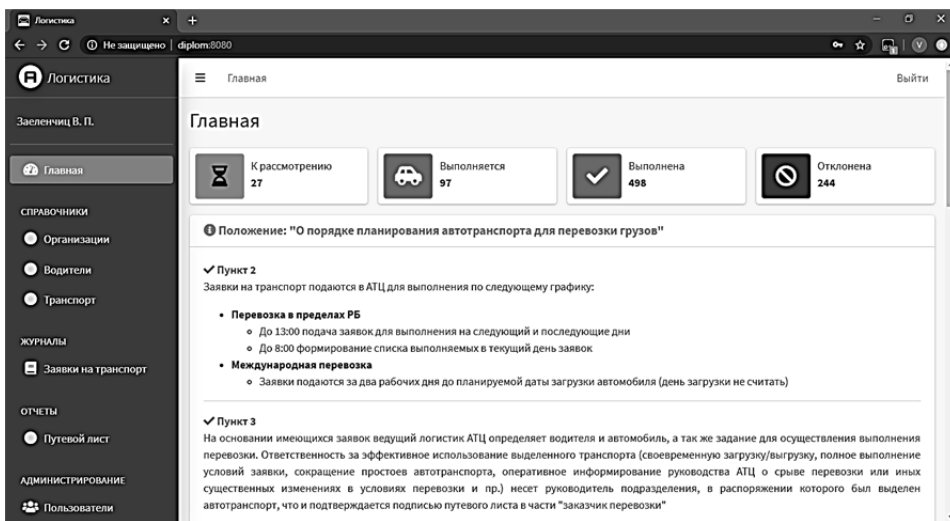 Логистика
Не защищено
diplom:8080
Логистика
Главная
Выйти
Заеленчиц В. П.
Главная
Главная
СПРАВОЧНИКИ
Организации
Водители
Транспорт
ЖУРНАЛЫ
Заявки на транспорт
ОТЧЕТЫ
Путевой лист
АДМИНИСТРИРОВАНИЕ
Пользователи
К рассмотрению
27
Выполняется
97
Выполнена
498
Отклонена
244
Положение: "О порядке планирования автотранспорта для перевозки грузов"
Пункт 2
Заявки на транспорт подаются в АТЦ для выполнения по следующему графику:
Перевозка в пределах РБ
До 13:00 подача заявок для выполнения на следующий и последующие дни
До 8:00 формирование списка выполняемых в текущий день заявок
Международная перевозка
Заявки подаются за два рабочих дня до планируемой даты загрузки автомобиля (день загрузки не считать)
Пункт 3
На основании имеющихся заявок ведущий логистик АТЦ определяет водителя и автомобиль, а так же задание для осуществления выполнения
перевозки. Ответственность за эффективное использование выделенного транспорта (своевременную загрузку/выгрузку, полное выполнение
условий заявки, сокращение простоев автотранспорта, оперативное информирование руководства АТЦ о срыве перевозки или иных
существенных изменениях в условиях перевозки и пр.) несет руководитель подразделения, в распоряжении которого был выделен
автотранспорт, что и подтверждается подписью путевого листа в части "заказчик перевозки"